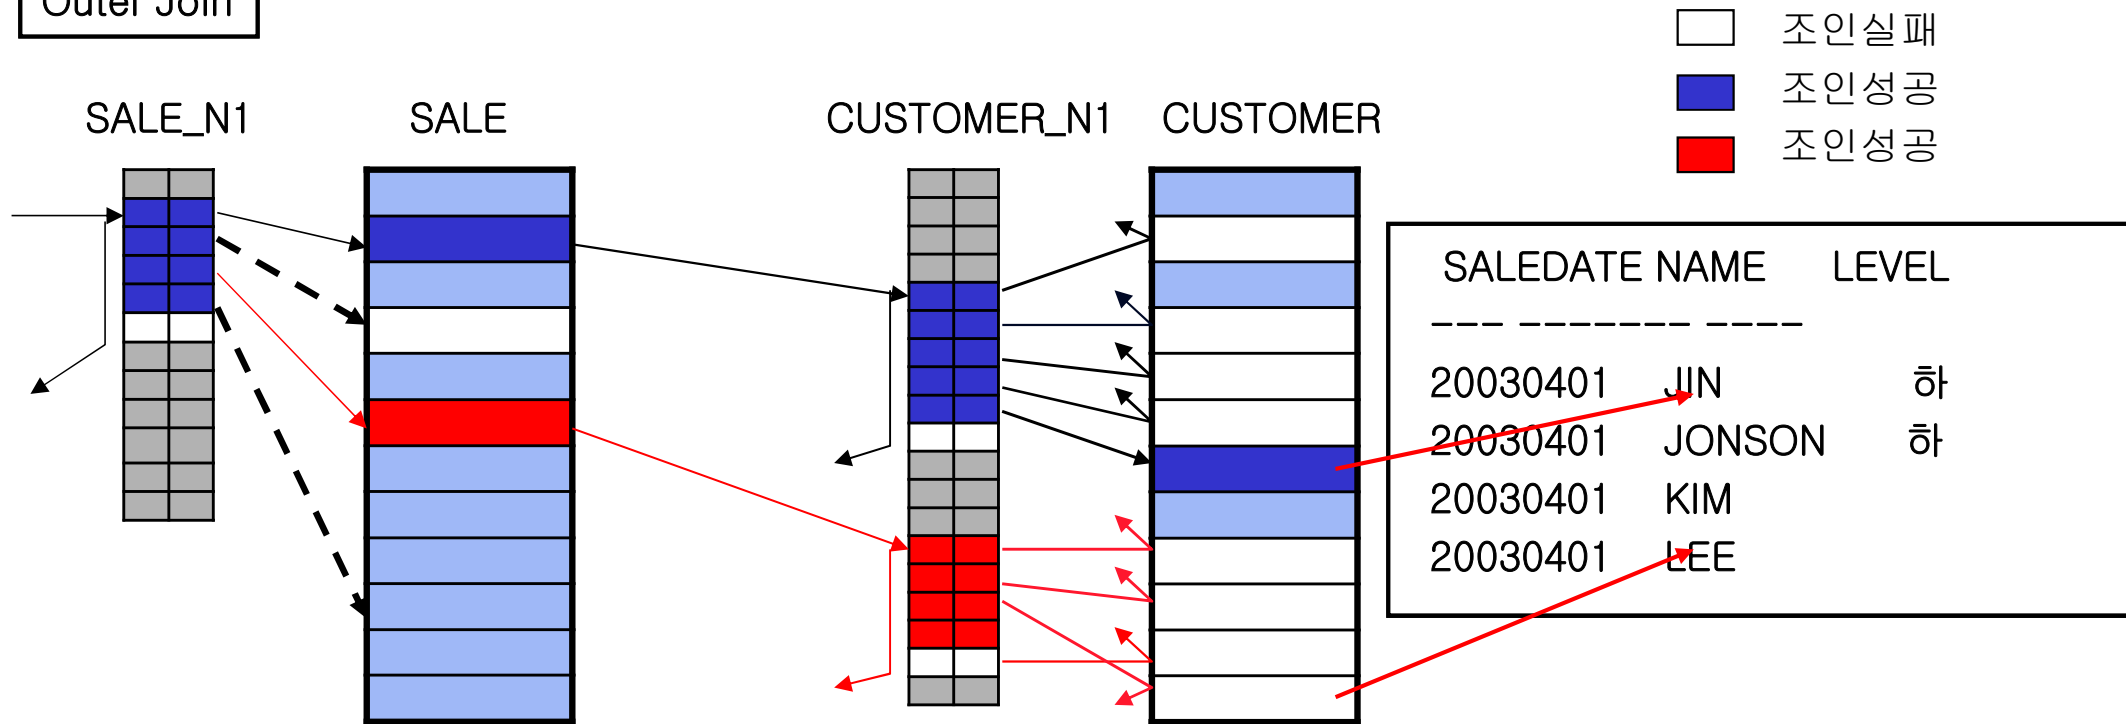 Outer Join
조인실패
조인성공
조인성공
SALE_N1 SALE CUSTOMER_N1 CUSTOMER
SALEDATE NAME LEVEL
--- ------- ----
20030401 JIN 하
20030401 JONSON 하
20030401 KIM
20030401 LEE